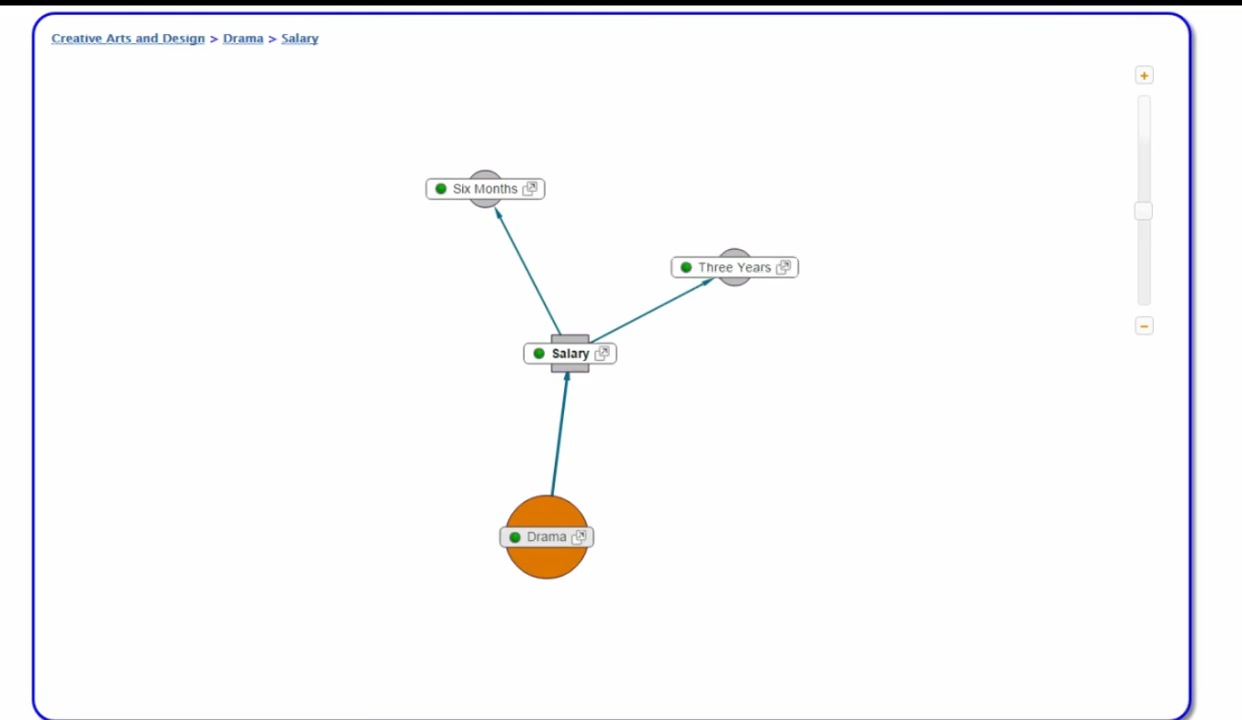 Creative Arts and Design > Drama > Salary
+
Six Months
Three Years
−
Salary
Drama